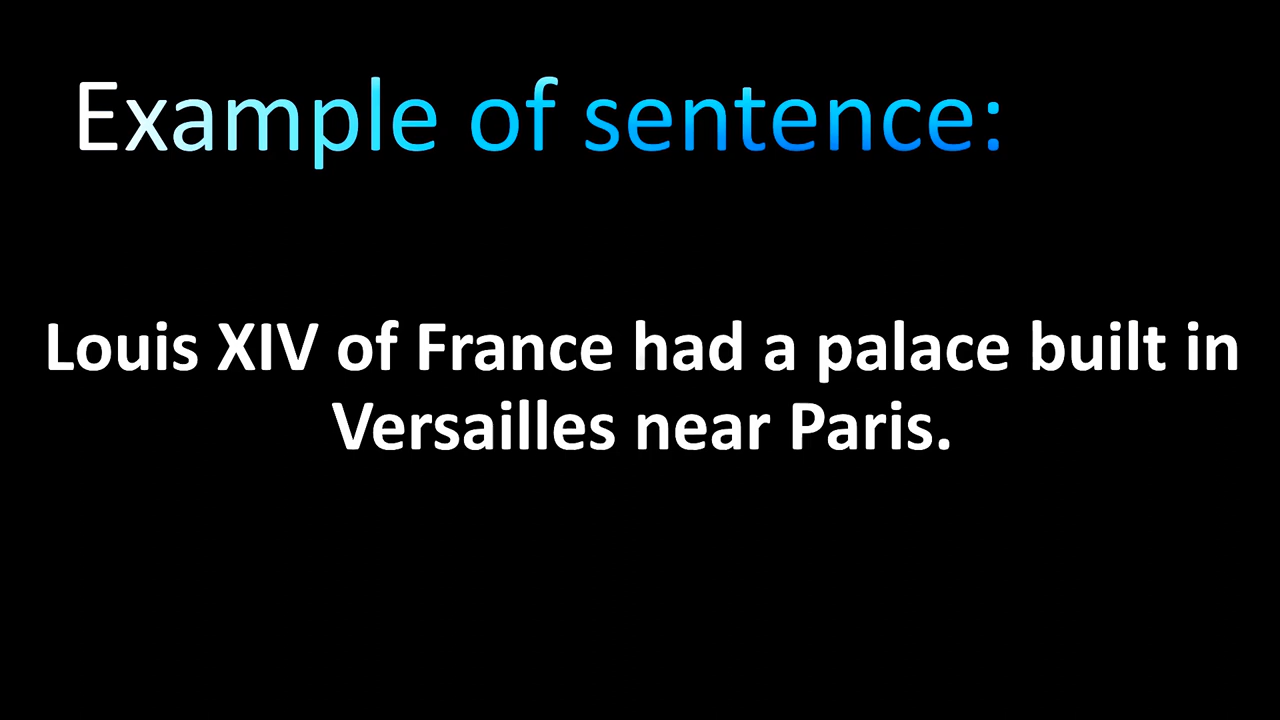 Example of sentence:
Louis XIV of France had a palace built in
Versailles near Paris.